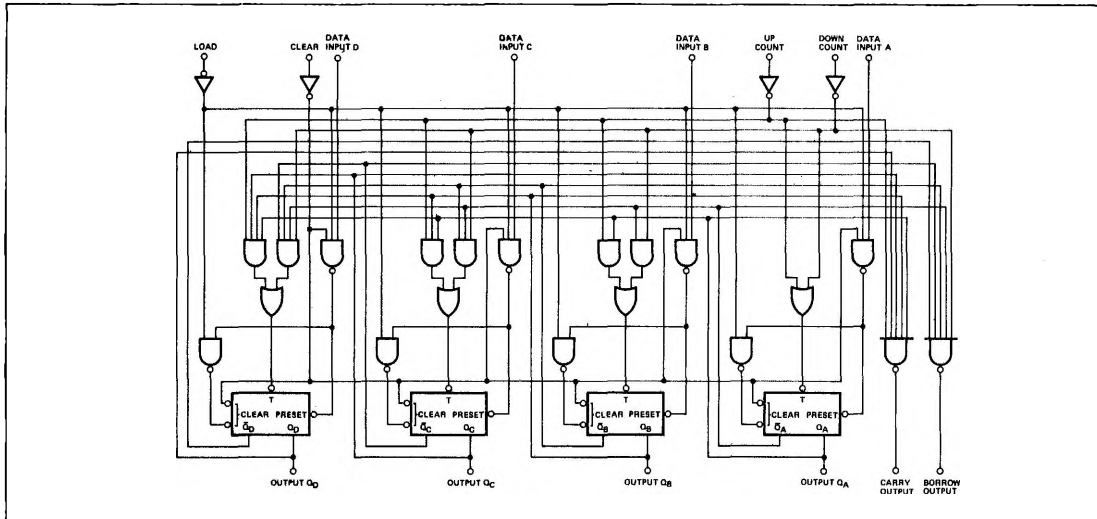 LOAD CLEAR DATA INPUT D DATA INPUT C DATA INPUT B UP COUNT DOWN COUNT DATA INPUT A
T T T T
CLEAR PRESET CLEAR PRESET CLEAR PRESET CLEAR PRESET
Q̅D QD Q̅C QC Q̅B QB Q̅A QA
OUTPUT QD OUTPUT QC OUTPUT QB OUTPUT QA CARRY OUTPUT BORROW OUTPUT